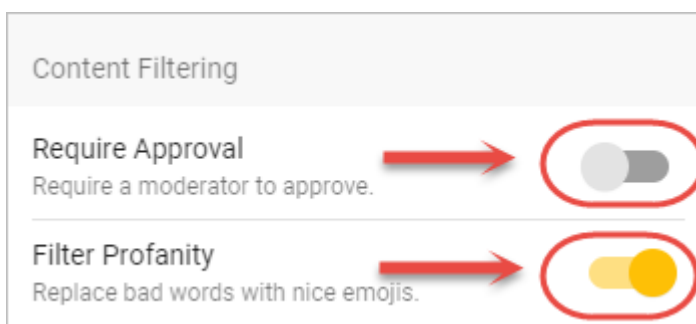 Content Filtering
Require Approval
Require a moderator to approve.
Filter Profanity
Replace bad words with nice emojis.